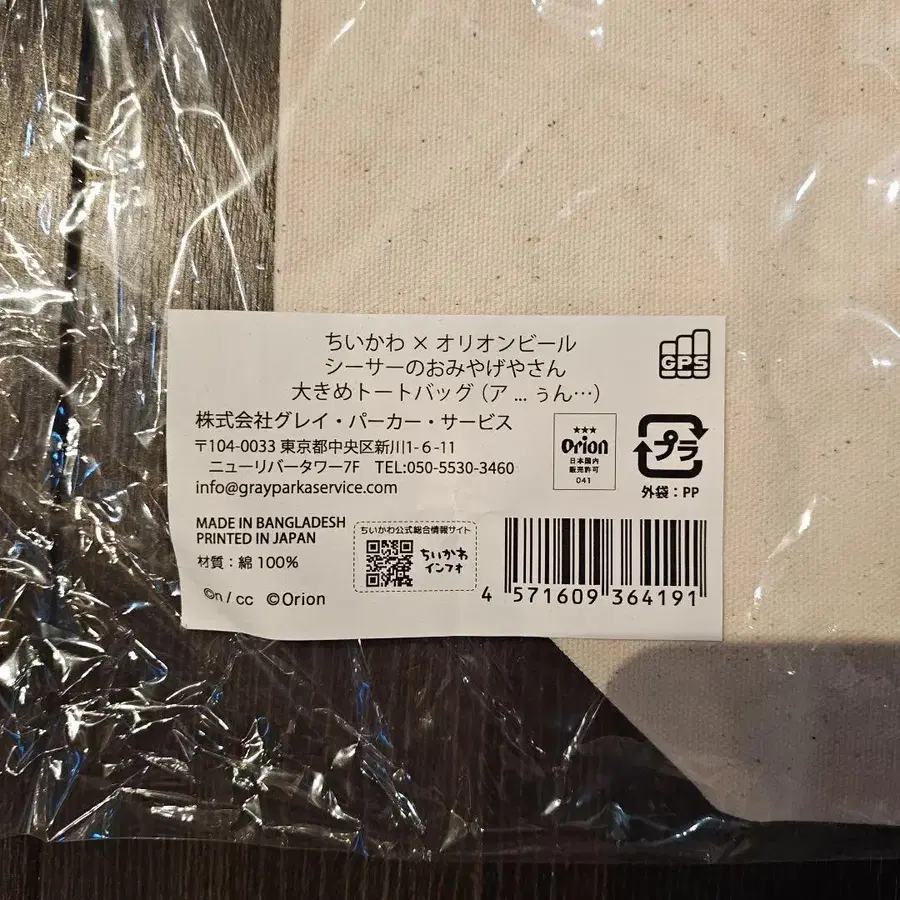 ちいかわ × オリオンビール
シーサーのおみやげやさん
大きめトートバッグ (ア … ぅん…)
GPS
株式会社グレイ・パーカー・サービス
〒104-0033 東京都中央区新川1-6-11
ニューリバータワー7F TEL:050-5530-3460
info@grayparkaservice.com
★★★
Orion
日本国内
販売許可
041
プラ
外袋：PP
MADE IN BANGLADESH
PRINTED IN JAPAN
材質：綿 100%
ちいかわ公式総合情報サイト
ちいかわ
インフォ
©n / cc ©Orion
4 571609 364191